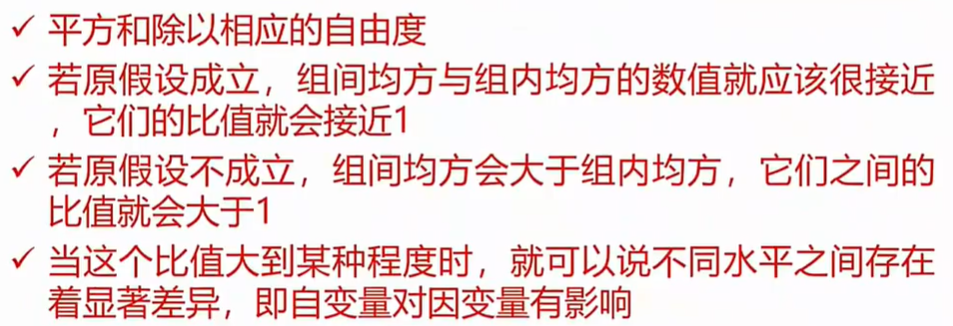 ✓ 平方和除以相应的自由度
✓ 若原假设成立，组间均方与组内均方的数值就应该很接近
，它们的比值就会接近1
✓ 若原假设不成立，组间均方会大于组内均方，它们之间的
比值就会大于1
✓ 当这个比值大到某种程度时，就可以说不同水平之间存在
着显著差异，即自变量对因变量有影响